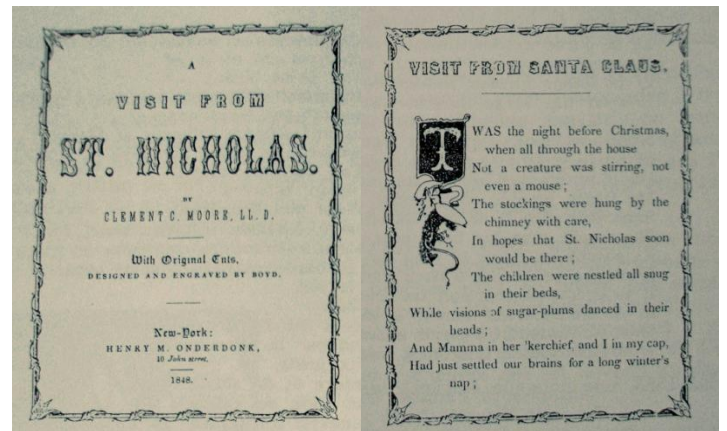 A
VISIT FROM
ST. NICHOLAS.
BY
CLEMENT C. MOORE, LL. D.
With Original Cuts,
DESIGNED AND ENGRAVED BY BOYD.
New-York:
HENRY M. ONDERDONK,
10 John street.
1848.
VISIT FROM SANTA CLAUS.
TWAS the night before Christmas,
when all through the house
Not a creature was stirring, not
even a mouse ;
The stockings were hung by the
chimney with care,
In hopes that St. Nicholas soon
would be there ;
The children were nestled all snug
in their beds,
While visions of sugar-plums danced in their
heads ;
And Mamma in her 'kerchief, and I in my cap,
Had just settled our brains for a long winter's
nap ;